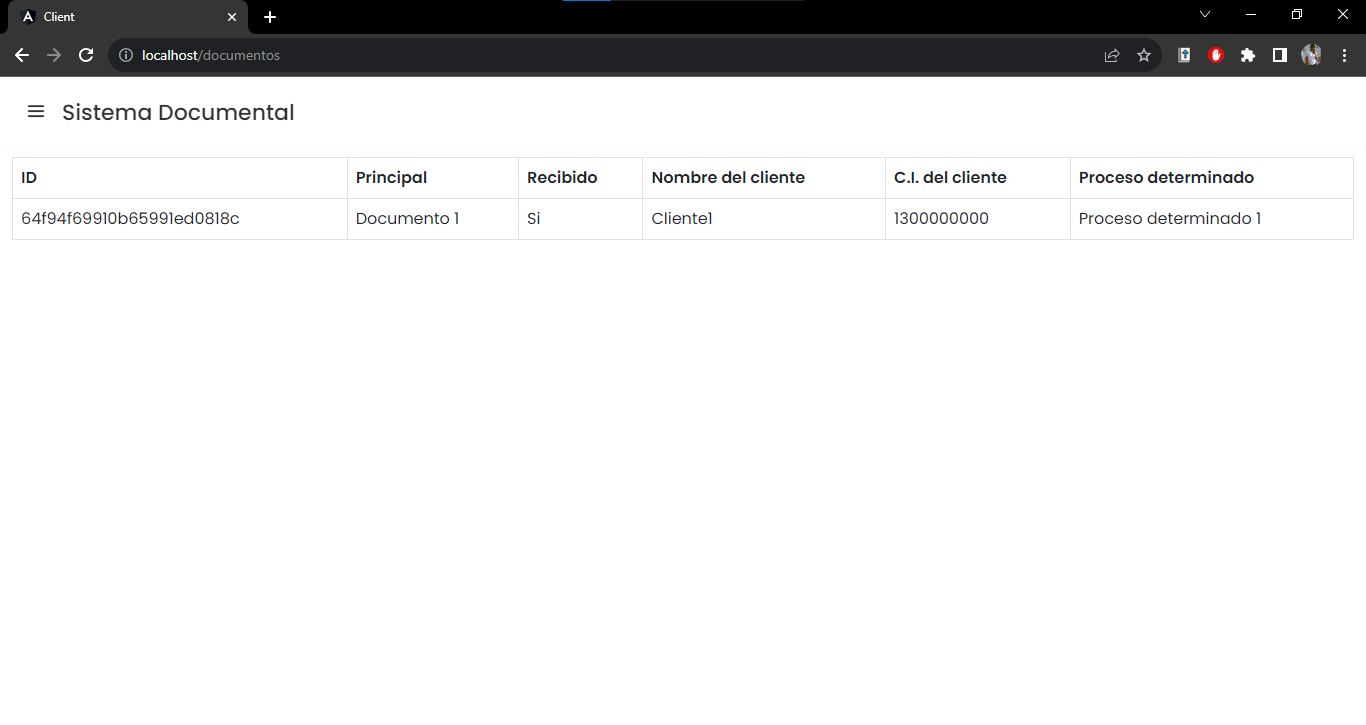 Client
localhost/documentos
Sistema Documental
ID Principal Recibido Nombre del cliente C.I. del cliente Proceso determinado
64f94f69910b65991ed0818c Documento 1 Si Cliente1 1300000000 Proceso determinado 1